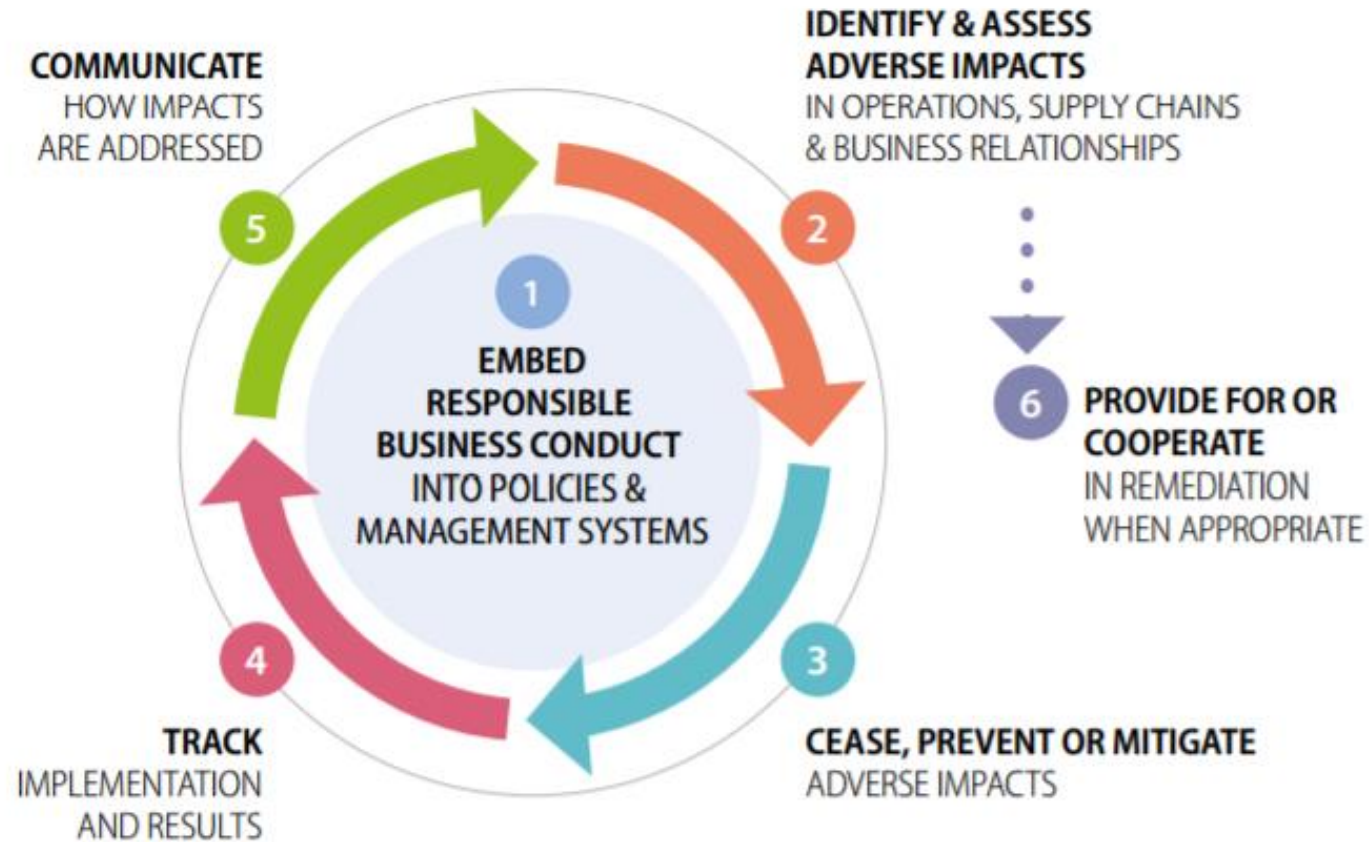 COMMUNICATE
HOW IMPACTS
ARE ADDRESSED
5
IDENTIFY & ASSESS
ADVERSE IMPACTS
IN OPERATIONS, SUPPLY CHAINS
& BUSINESS RELATIONSHIPS
2
1
EMBED
RESPONSIBLE
BUSINESS CONDUCT
INTO POLICIES &
MANAGEMENT SYSTEMS
6
PROVIDE FOR OR
COOPERATE
IN REMEDIATION
WHEN APPROPRIATE
4
TRACK
IMPLEMENTATION
AND RESULTS
3
CEASE, PREVENT OR MITIGATE
ADVERSE IMPACTS